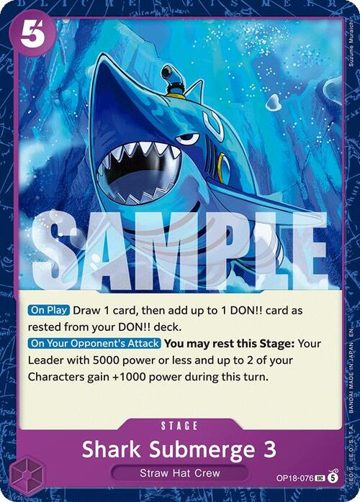 5
SAMPLE
On Play Draw 1 card, then add up to 1 DON!! card as
rested from your DON!! deck.
On Your Opponent's Attack You may rest this Stage: Your
Leader with 5000 power or less and up to 2 of your
Characters gain +1000 power during this turn.
STAGE
Shark Submerge 3
Straw Hat Crew
OP18-076 UC 5